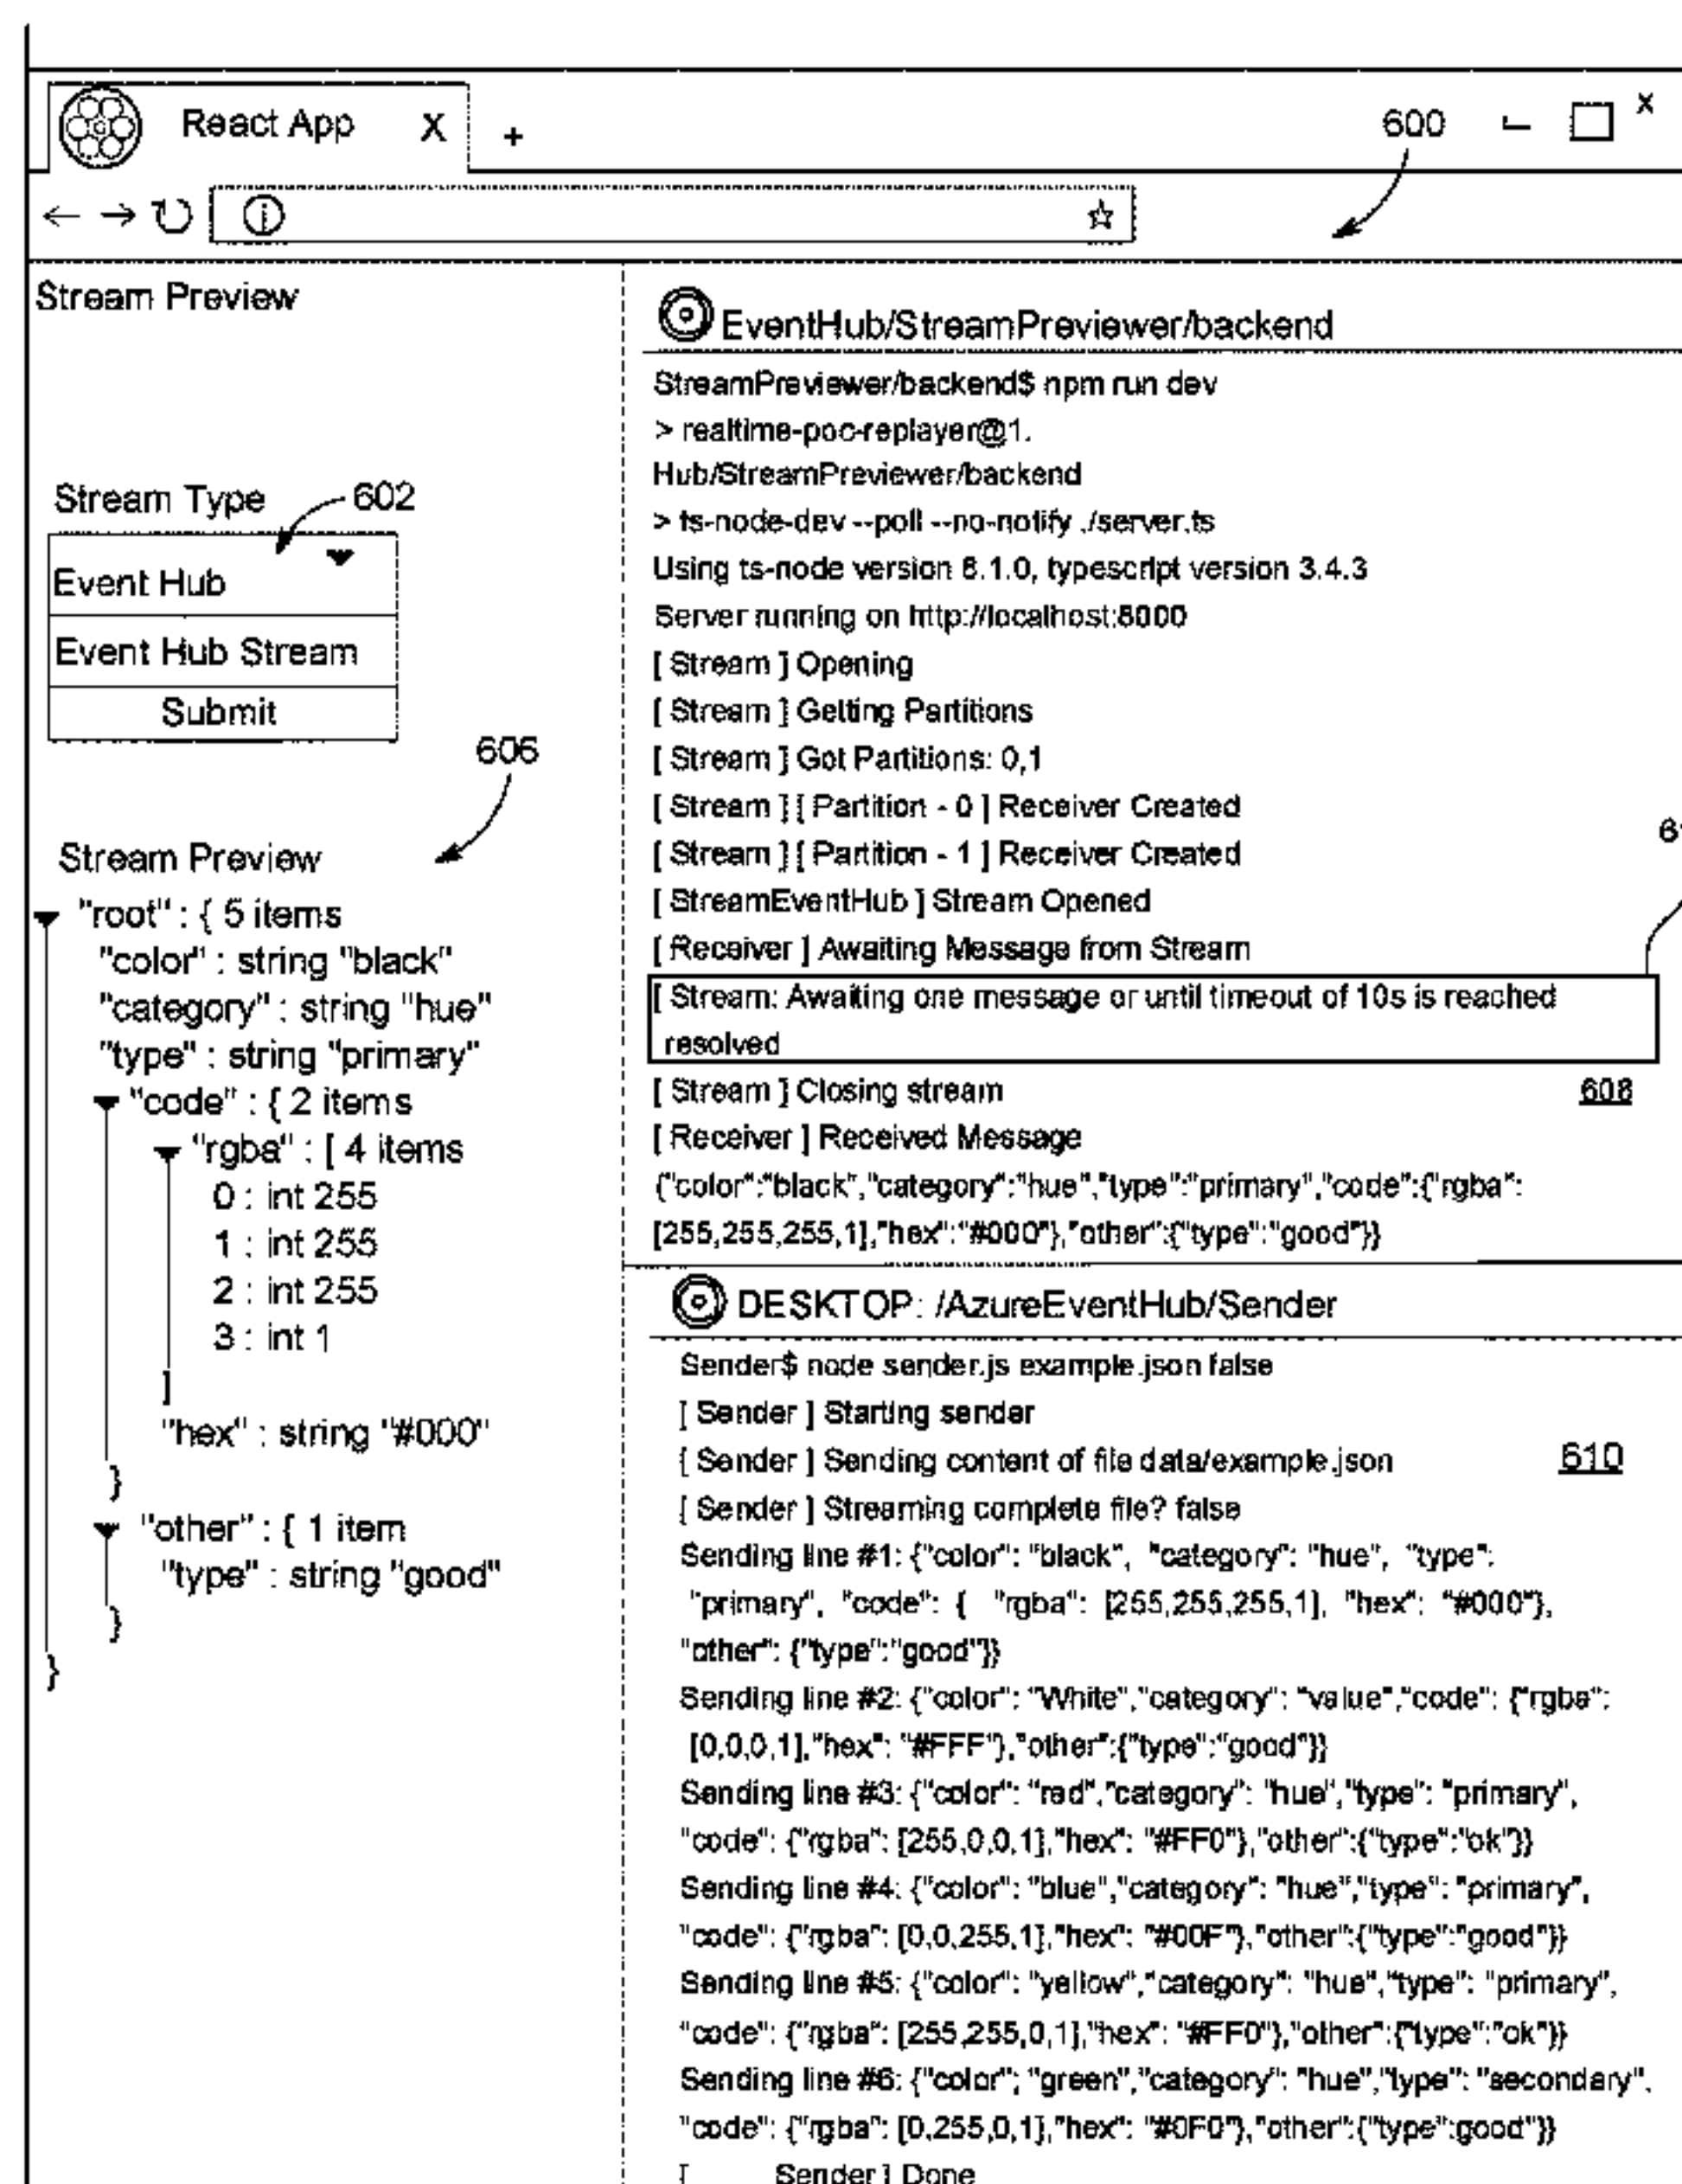 React App X +
600
x
Stream Preview
Stream Type
602
Event Hub
Event Hub Stream
Submit
606
Stream Preview
"root" : { 5 items
"color" : string "black"
"category" : string "hue"
"type" : string "primary"
"code" : { 2 items
"rgba" : [ 4 items
0 : int 255
1 : int 255
2 : int 255
3 : int 1
]
"hex" : string "#000"
}
"other" : { 1 item
"type" : string "good"
}
}
EventHub/StreamPreviewer/backend
StreamPreviewer/backend$ npm run dev
> realtime-poc-replayer@1.
Hub/StreamPreviewer/backend
> ts-node-dev --poll --no-notify ./server.ts
Using ts-node version 8.1.0, typescript version 3.4.3
Server running on http://localhost:8000
[ Stream ] Opening
[ Stream ] Getting Partitions
[ Stream ] Got Partitions: 0,1
[ Stream ] [ Partition - 0 ] Receiver Created
[ Stream ] [ Partition - 1 ] Receiver Created
[ StreamEventHub ] Stream Opened
[ Receiver ] Awaiting Message from Stream
[ Stream: Awaiting one message or until timeout of 10s is reached
resolved
[ Stream ] Closing stream
608
[ Receiver ] Received Message
{"color":"black","category":"hue","type":"primary","code":{"rgba":
[255,255,255,1],"hex":"#000"},"other":{"type":"good"}}
DESKTOP: /AzureEventHub/Sender
Sender$ node sender.js example.json false
[ Sender ] Starting sender
[ Sender ] Sending content of file data/example.json
610
[ Sender ] Streaming complete file? false
Sending line #1: {"color": "black", "category": "hue", "type":
"primary", "code": { "rgba": [255,255,255,1], "hex": "#000"},
"other": {"type":"good"}}
Sending line #2: {"color": "White","category": "value","code": {"rgba":
[0,0,0,1],"hex": "#FFF"},"other":{"type":"good"}}
Sending line #3: {"color": "red","category": "hue","type": "primary",
"code": {"rgba": [255,0,0,1],"hex": "#FF0"},"other":{"type":"ok"}}
Sending line #4: {"color": "blue","category": "hue","type": "primary",
"code": {"rgba": [0,0,255,1],"hex": "#00F"},"other":{"type":"good"}}
Sending line #5: {"color": "yellow","category": "hue","type": "primary",
"code": {"rgba": [255,255,0,1],"hex": "#FF0"},"other":{"type":"ok"}}
Sending line #6: {"color"; "green","category": "hue","type": "secondary",
"code": {"rgba": [0,255,0,1],"hex": "#0F0"},"other":{"type":good"}}
[ Sender ] Done